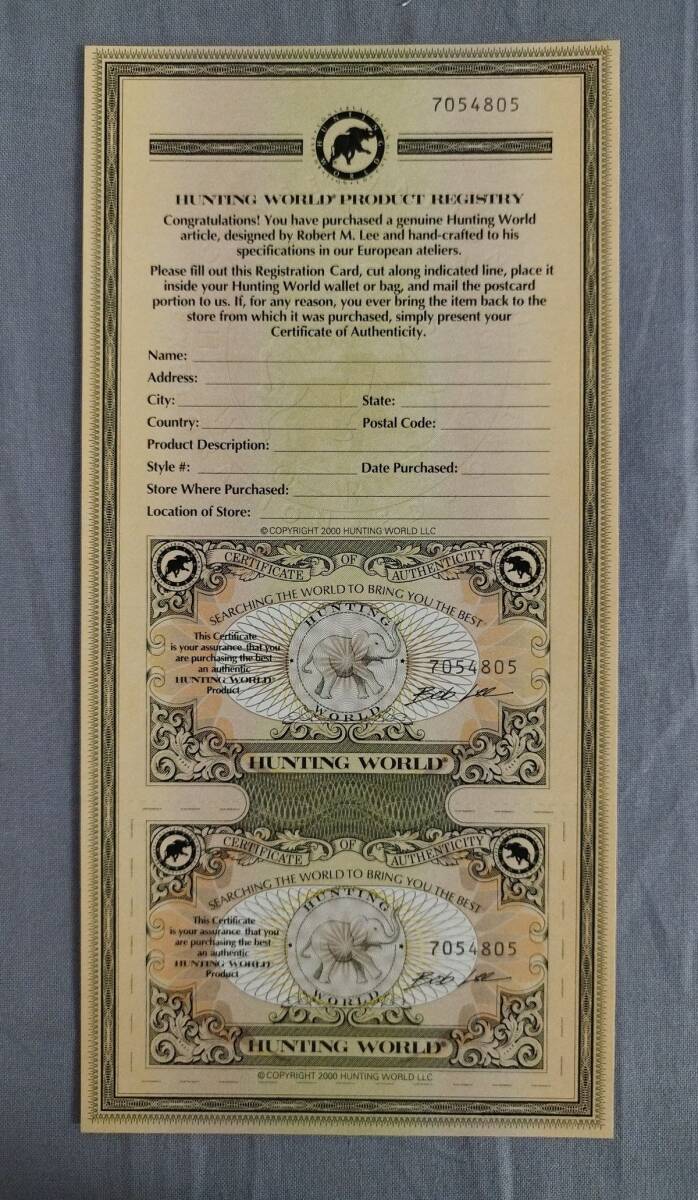 7054805
HUNTING WORLD
HUNTING WORLD® PRODUCT REGISTRY
Congratulations! You have purchased a genuine Hunting World
article, designed by Robert M. Lee and hand-crafted to his
specifications in our European ateliers.
Please fill out this Registration Card, cut along indicated line, place it
inside your Hunting World wallet or bag, and mail the postcard
portion to us. If, for any reason, you ever bring the item back to the
store from which it was purchased, simply present your
Certificate of Authenticity.
Name:
Address:
City: State:
Country: Postal Code:
Product Description:
Style #: Date Purchased:
Store Where Purchased:
Location of Store:
© COPYRIGHT 2000 HUNTING WORLD LLC
CERTIFICATE OF AUTHENTICITY
SEARCHING THE WORLD TO BRING YOU THE BEST
This Certificate
is your assurance that you
are purchasing the best
an authentic
HUNTING WORLD®
Product
HUNTING WORLD
7054805
Bob Lee
HUNTING WORLD®
CERTIFICATE OF AUTHENTICITY
SEARCHING THE WORLD TO BRING YOU THE BEST
This Certificate
is your assurance that you
are purchasing the best
an authentic
HUNTING WORLD®
Product
HUNTING WORLD
7054805
Bob Lee
HUNTING WORLD®
© COPYRIGHT 2000 HUNTING WORLD LLC